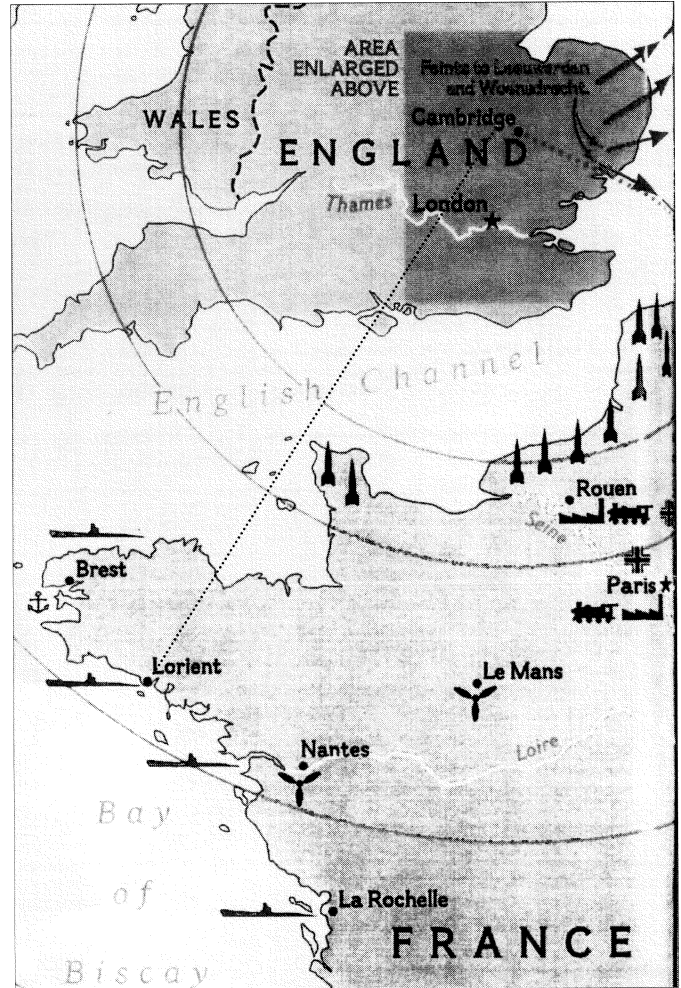 AREA
ENLARGED
ABOVE
Feints to Leeuwarden
and Woensdrecht.
WALES
Cambridge
ENGLAND
Thames
London
English Channel
Rouen
Seine
Brest
Paris
Lorient
Le Mans
Nantes
Loire
Bay
of
Biscay
La Rochelle
FRANCE